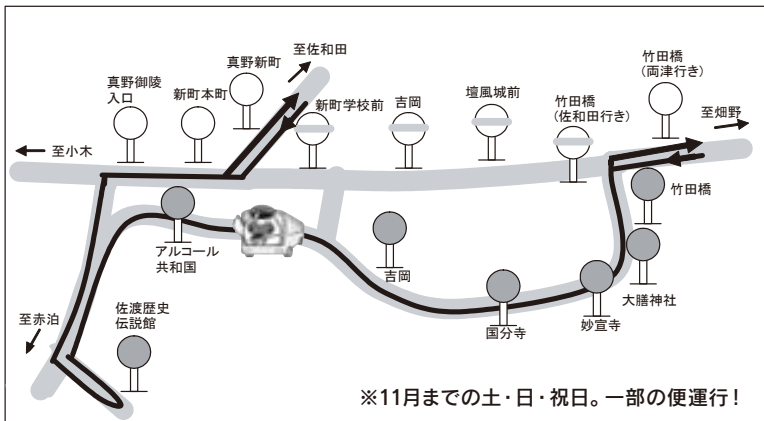 至佐和田
真野新町
真野御陵
入口
新町本町
新町学校前
吉岡
壇風城前
竹田橋
(佐和田行き)
竹田橋
(両津行き)
至畑野
至小木
竹田橋
アルコール
共和国
吉岡
国分寺
妙宣寺
大膳神社
至赤泊
佐渡歴史
伝説館
※11月までの土・日・祝日。一部の便運行!